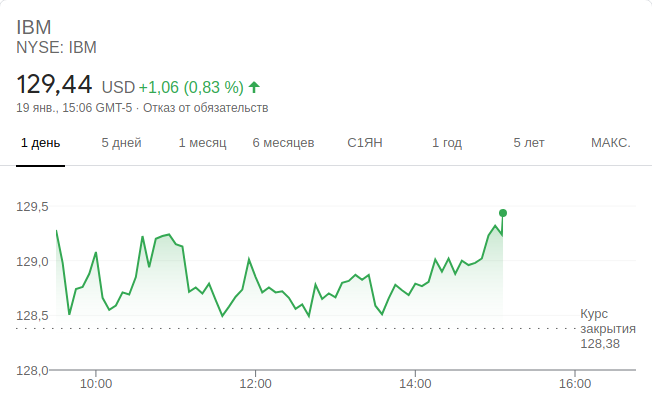 IBM
NYSE: IBM
129,44 USD +1,06 (0,83 %)
19 янв., 15:06 GMT-5 · Отказ от обязательств
1 день 5 дней 1 месяц 6 месяцев С1ЯН 1 год 5 лет МАКС.
129,5
129,0
128,5
Курс
закрытия
128,38
128,0
10:00 12:00 14:00 16:00